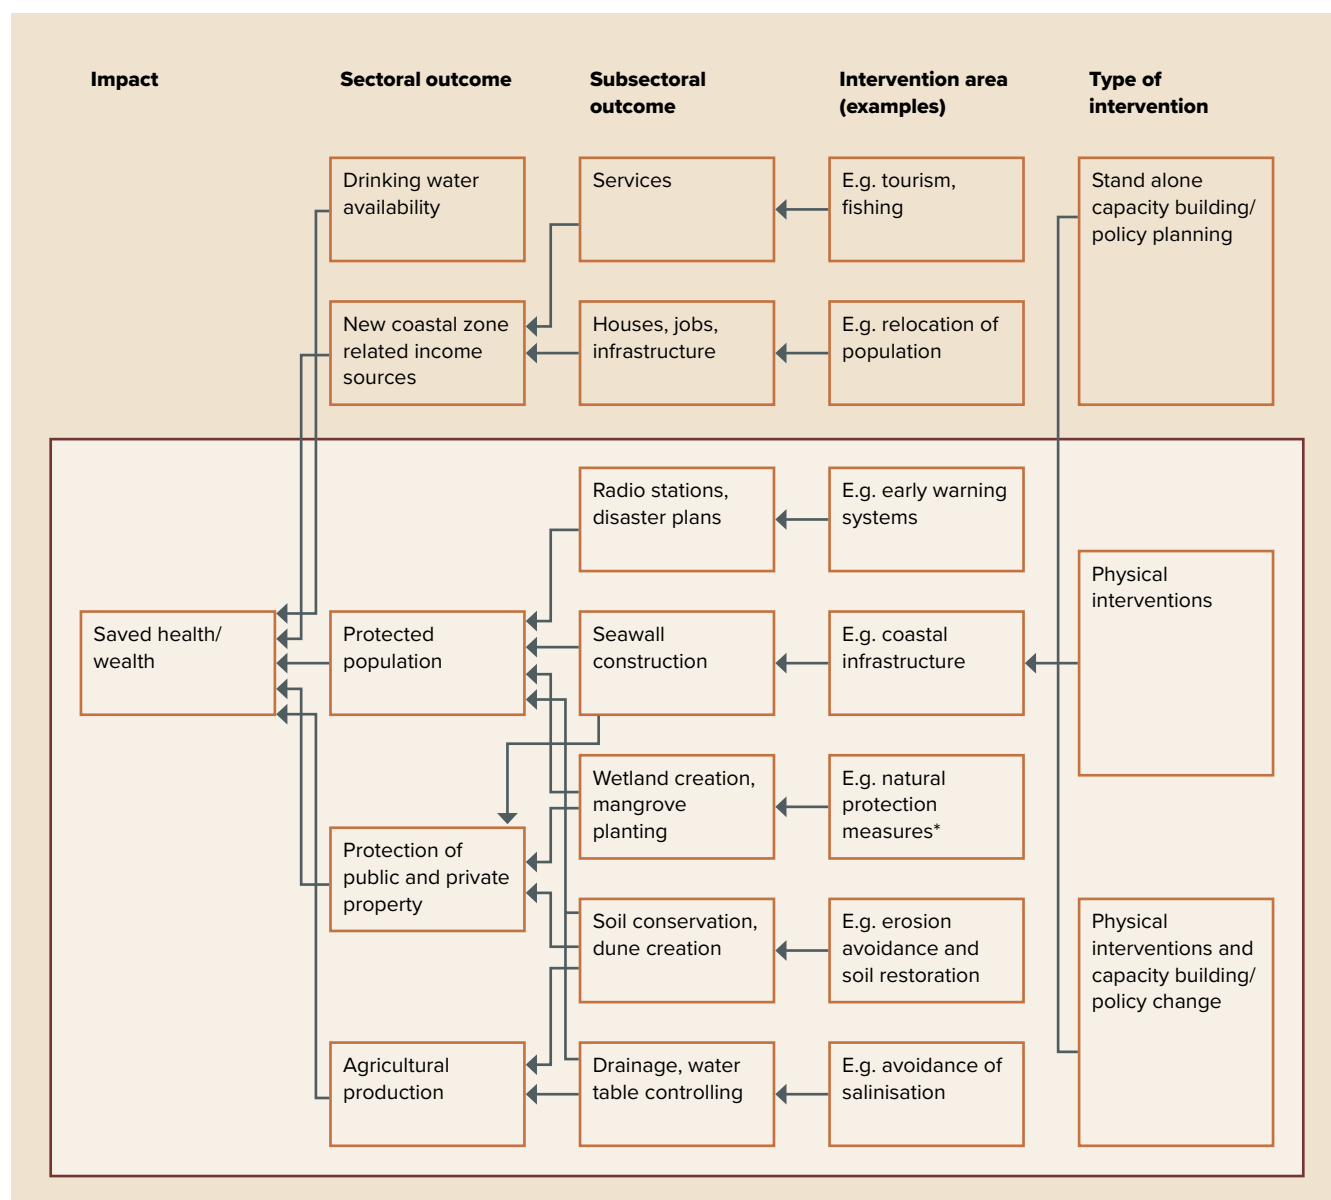 Impact
Sectoral outcome
Subsectoral
outcome
Intervention area
(examples)
Type of
intervention
Drinking water
availability
Services
E.g. tourism,
fishing
Stand alone
capacity building/
policy planning
New coastal zone
related income
sources
Houses, jobs,
infrastructure
E.g. relocation of
population
Radio stations,
disaster plans
E.g. early warning
systems
Physical
interventions
Saved health/
wealth
Protected
population
Seawall
construction
E.g. coastal
infrastructure
Wetland creation,
mangrove
planting
E.g. natural
protection
measures*
Protection of
public and private
property
Soil conservation,
dune creation
E.g. erosion
avoidance and
soil restoration
Physical
interventions and
capacity building/
policy change
Agricultural
production
Drainage, water
table controlling
E.g. avoidance of
salinisation